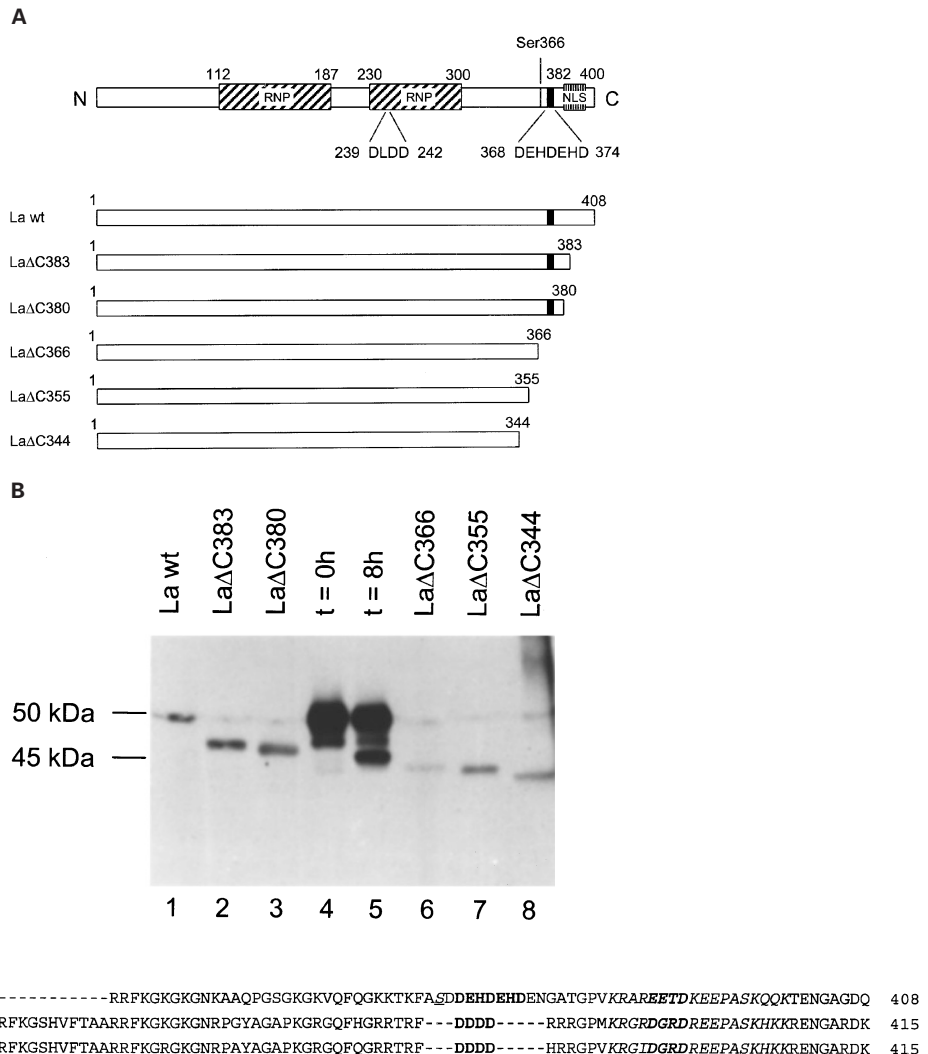 A
Ser366
112 187 230 300 382 400
N RNP RNP NLS C
239 DLDD 242 368 DEHDEHD 374
1 408
La wt
1 383
LaΔC383
1 380
LaΔC380
1 366
LaΔC366
1 355
LaΔC355
1 344
LaΔC344
B
La wt LaΔC383 LaΔC380 t = 0h t = 8h LaΔC366 LaΔC355 LaΔC344
50 kDa
45 kDa
1 2 3 4 5 6 7 8
-----------RRFKGKGKGNKAAQPGSGKGKVQFQGKKTKFASDDDEHDEHDENGATGPVKRAREETDKEEPASKQQKTENGAGDQ 408
RFKGSHVFTAARRFKGKGKGNRPGYAGAPKGRGQFHGRRTRF---DDDD-----RRRGPMKRGRDGRDREEPASKHKKRENGARDK 415
RFKGSHVFTAARRFKGRGKGNRPAYAGAPKGRGQFQGRRTRF---DDDD-----HRRGPVKRGIDGRDREEPASKHKKRENGARDK 415